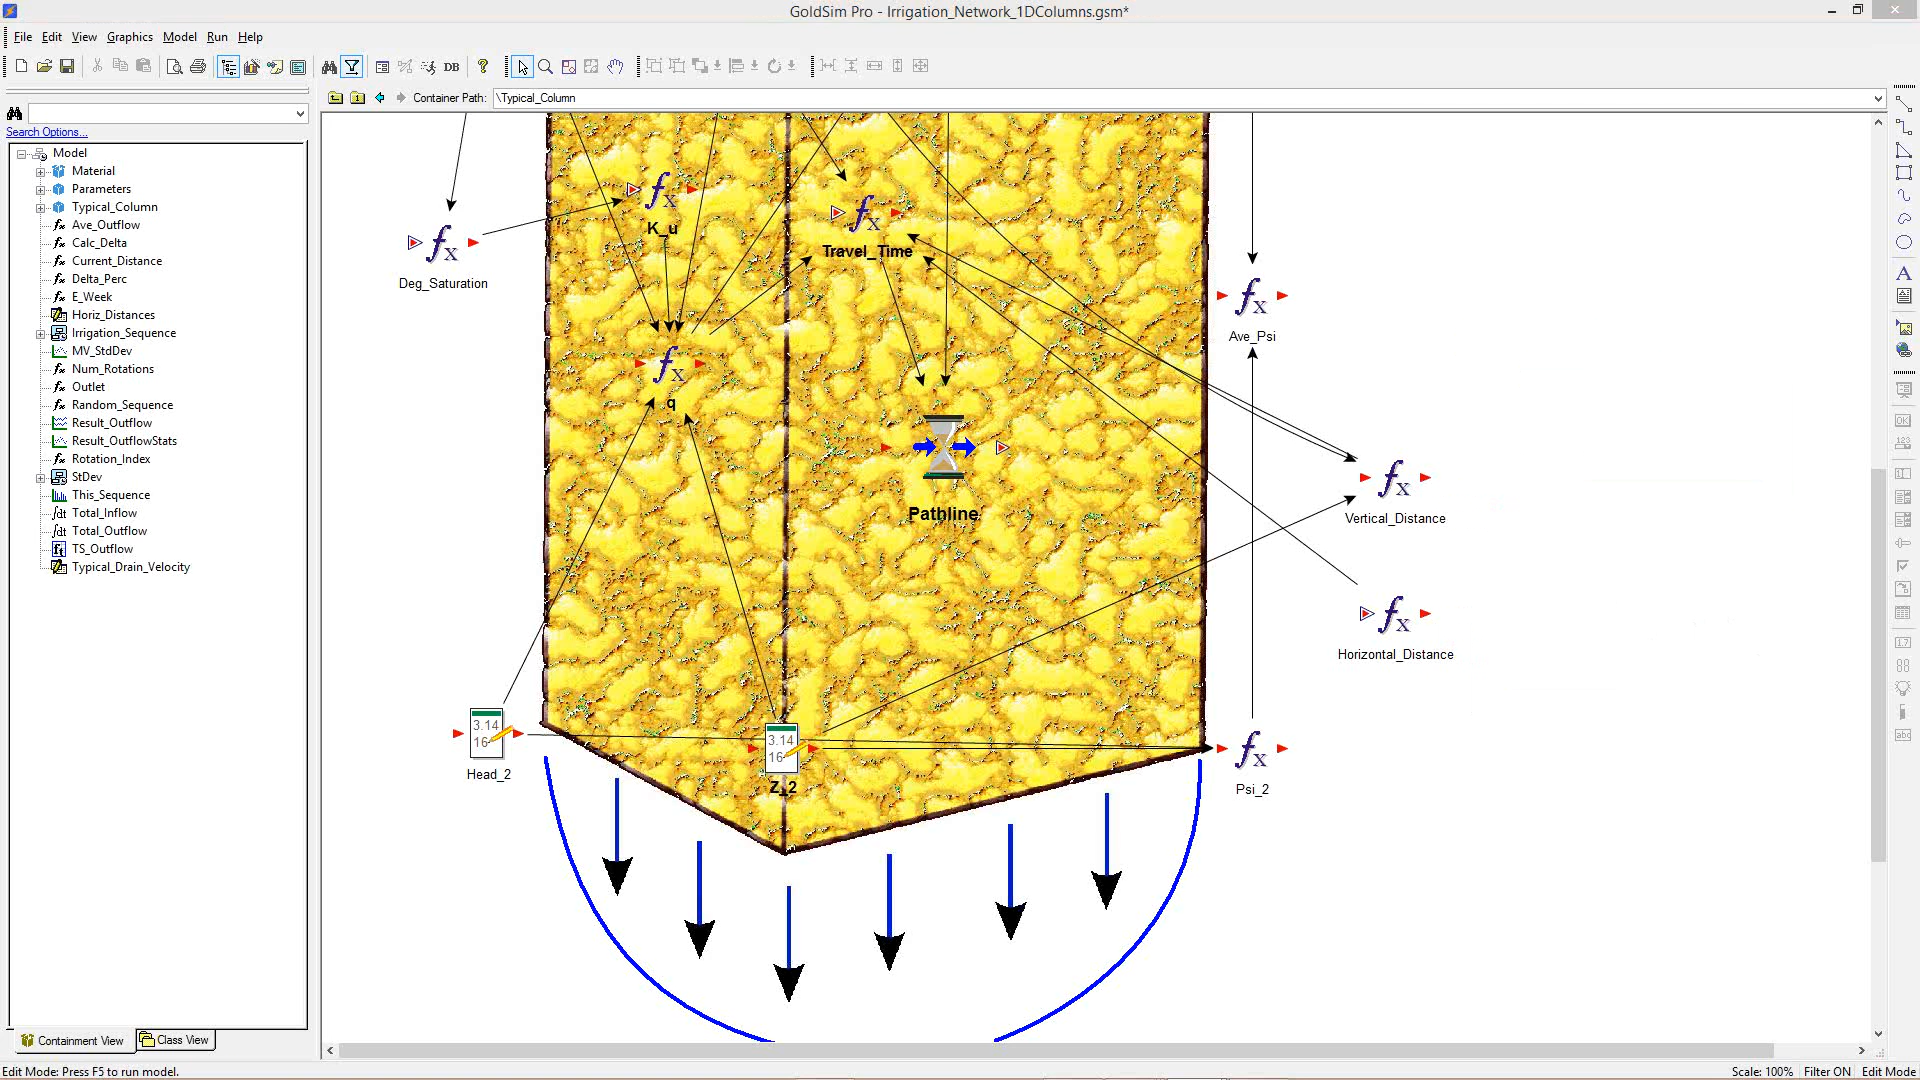 GoldSim Pro - Irrigation_Network_1DColumns.gsm*
File Edit View Graphics Model Run Help
DB ?
Container Path: \Typical_Column
Search Options...
Model
Material
Parameters
Typical_Column
Ave_Outflow
Calc_Delta
Current_Distance
Delta_Perc
E_Week
Horiz_Distances
Irrigation_Sequence
MV_StdDev
Num_Rotations
Outlet
Random_Sequence
Result_Outflow
Result_OutflowStats
Rotation_Index
StDev
This_Sequence
Total_Inflow
Total_Outflow
TS_Outflow
Typical_Drain_Velocity
Containment View Class View
K_u
Travel_Time
Deg_Saturation
Ave_Psi
q
Pathline
Vertical_Distance
Horizontal_Distance
3.14
16
Head_2
3.14
16
Z_2
Psi_2
Edit Mode: Press F5 to run model.
Scale: 100% Filter ON Edit Mode